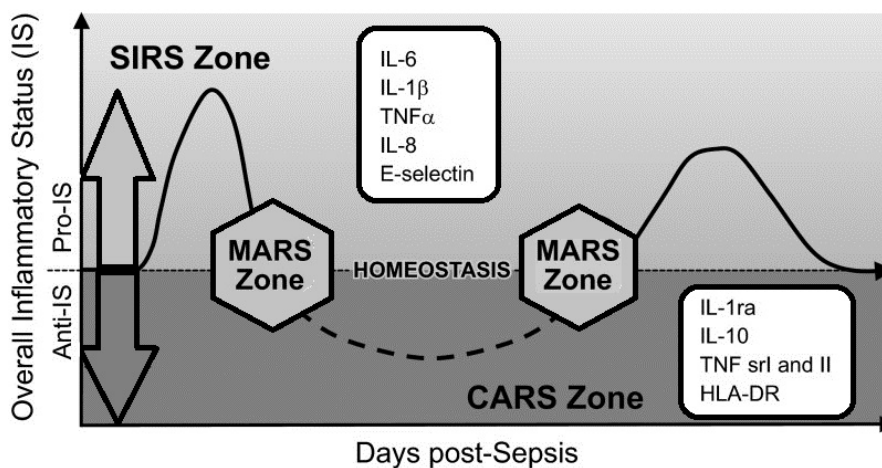 Overall Inflammatory Status (IS)
Pro-IS
Anti-IS
SIRS Zone
IL-6
IL-1β
TNFα
IL-8
E-selectin
MARS
Zone
HOMEOSTASIS
MARS
Zone
IL-1ra
IL-10
TNF srI and II
HLA-DR
CARS Zone
Days post-Sepsis